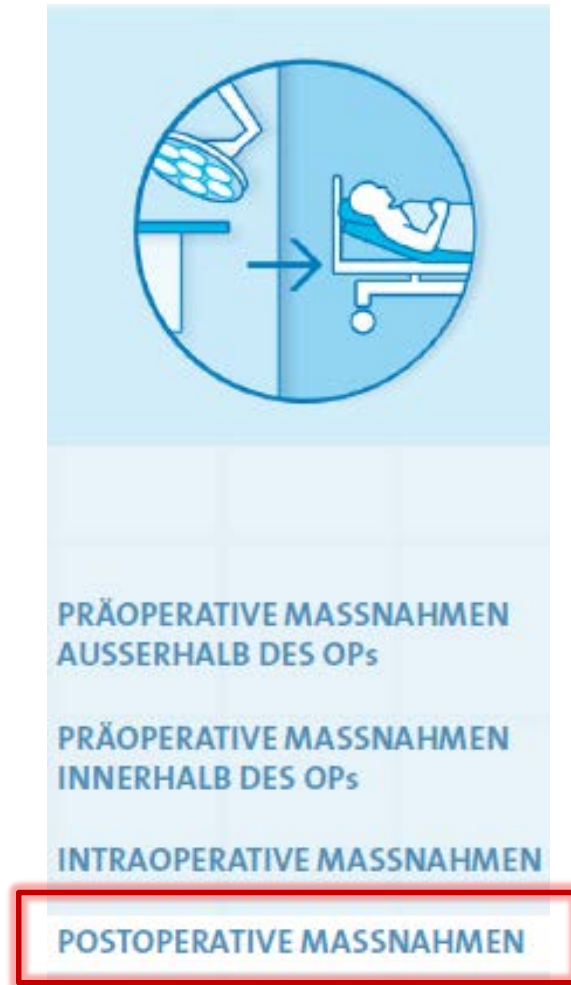 PRÄOPERATIVE MASSNAHMEN
AUSSERHALB DES OPs
PRÄOPERATIVE MASSNAHMEN
INNERHALB DES OPs
INTRAOPERATIVE MASSNAHMEN
POSTOPERATIVE MASSNAHMEN